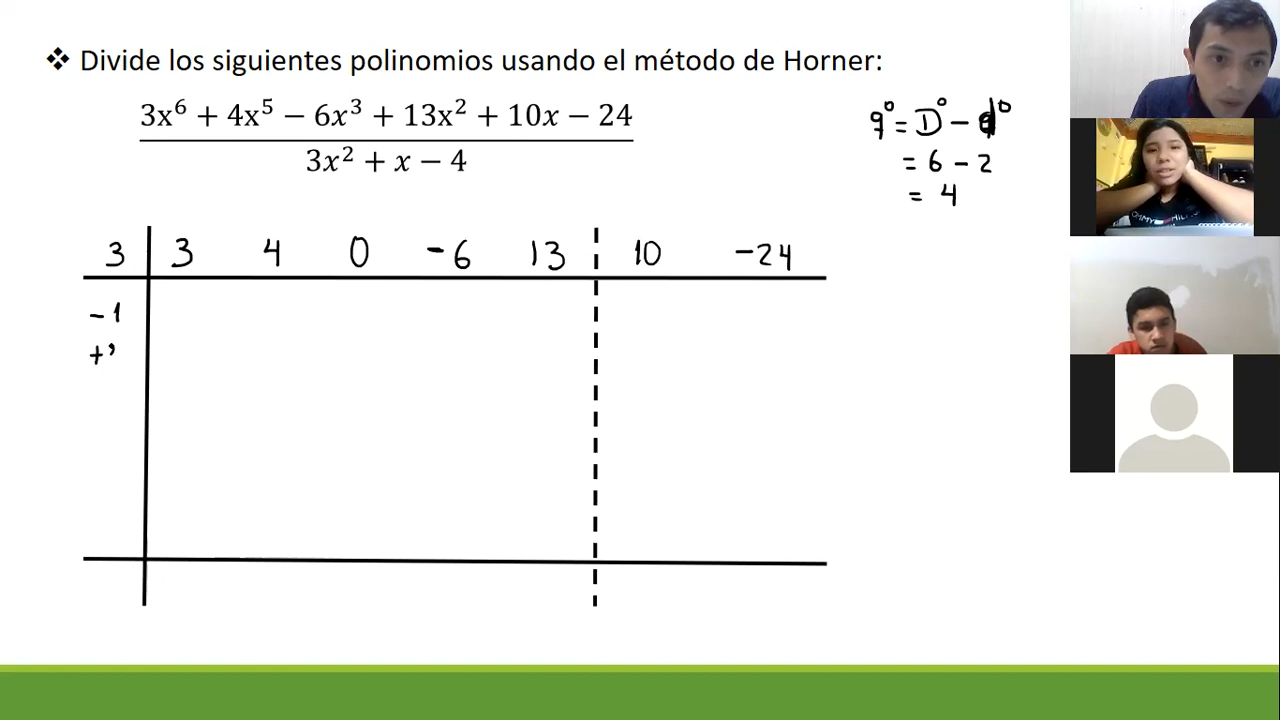 ❖ Divide los siguientes polinomios usando el método de Horner:
3x⁶ + 4x⁵ − 6x³ + 13x² + 10x − 24
3x² + x − 4
q° = D° − d°
= 6 − 2
= 4
3 3 4 0 -6 13 10 -24
-1
+